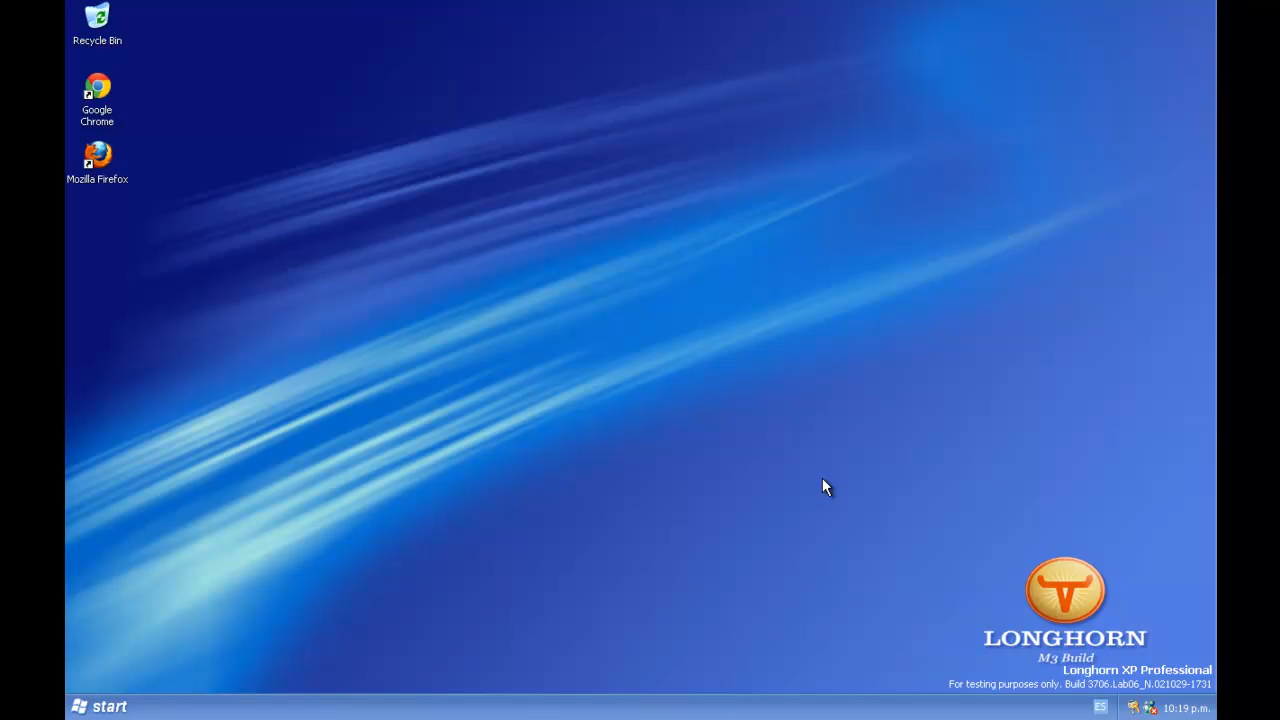 Recycle Bin
Google
Chrome
Mozilla Firefox
LONGHORN
M3 Build
Longhorn XP Professional
For testing purposes only. Build 3706.Lab06_N.021029-1731
start
ES
10:19 p.m.